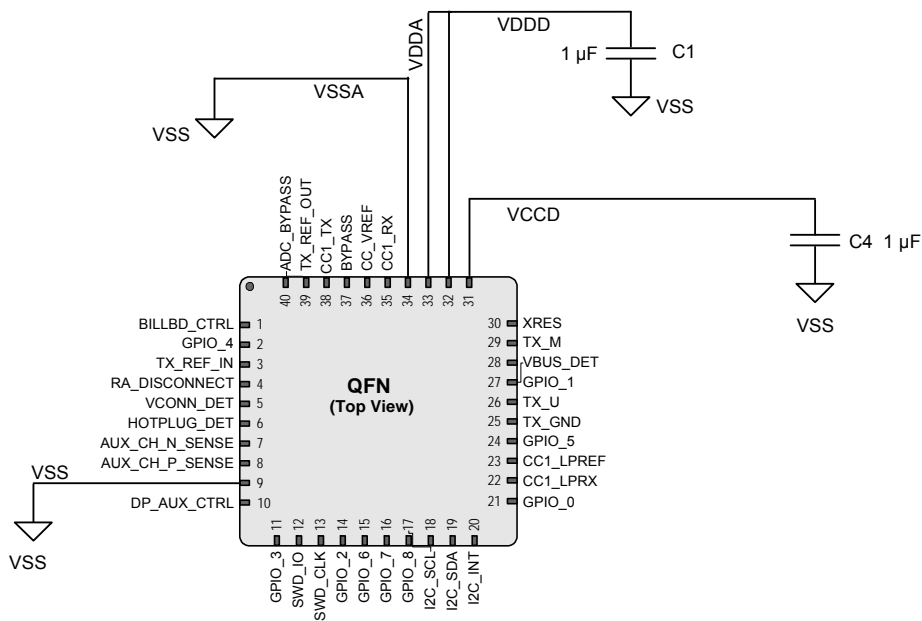 VDDA
VDDD
1 µF
C1
VSS
VSSA
VSS
VCCD
C4 1 µF
VSS
ADC_BYPASS
TX_REF_OUT
CC1_TX
BYPASS
CC_VREF
CC1_RX
40
39
38
37
36
35
34
33
32
31
BILLBD_CTRL 1
GPIO_4 2
TX_REF_IN 3
RA_DISCONNECT 4
VCONN_DET 5
HOTPLUG_DET 6
AUX_CH_N_SENSE 7
AUX_CH_P_SENSE 8
VSS 9
DP_AUX_CTRL 10
VSS
QFN
(Top View)
30 XRES
29 TX_M
28 VBUS_DET
27 GPIO_1
26 TX_U
25 TX_GND
24 GPIO_5
23 CC1_LPREF
22 CC1_LPRX
21 GPIO_0
11
12
13
14
15
16
17
18
19
20
GPIO_3
SWD_IO
SWD_CLK
GPIO_2
GPIO_6
GPIO_7
GPIO_8
I2C_SCL
I2C_SDA
I2C_INT